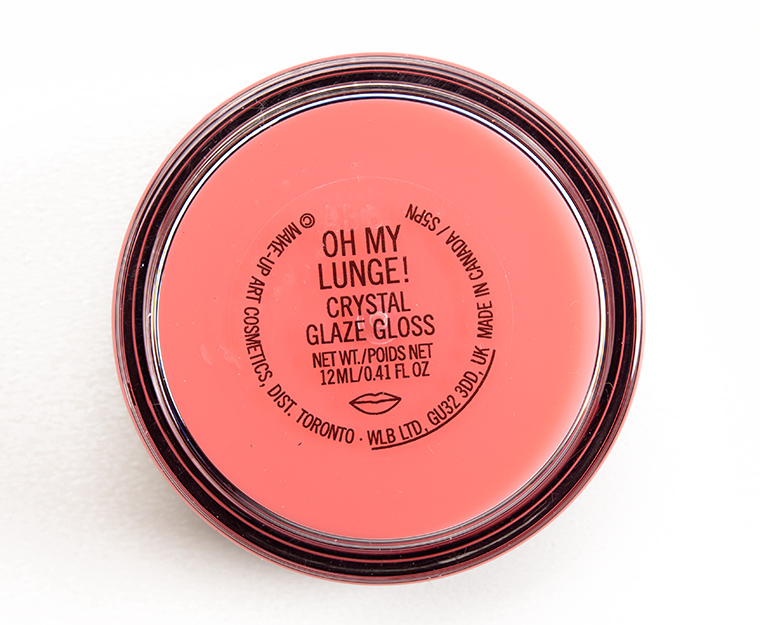 OH MY
LUNGE!
CRYSTAL
GLAZE GLOSS
NET WT./POIDS NET
12ML/0.41 FL OZ
© MAKE-UP ART COSMETICS, DIST. TORONTO · WLB LTD, GU32 3DD, UK MADE IN CANADA / S5PN